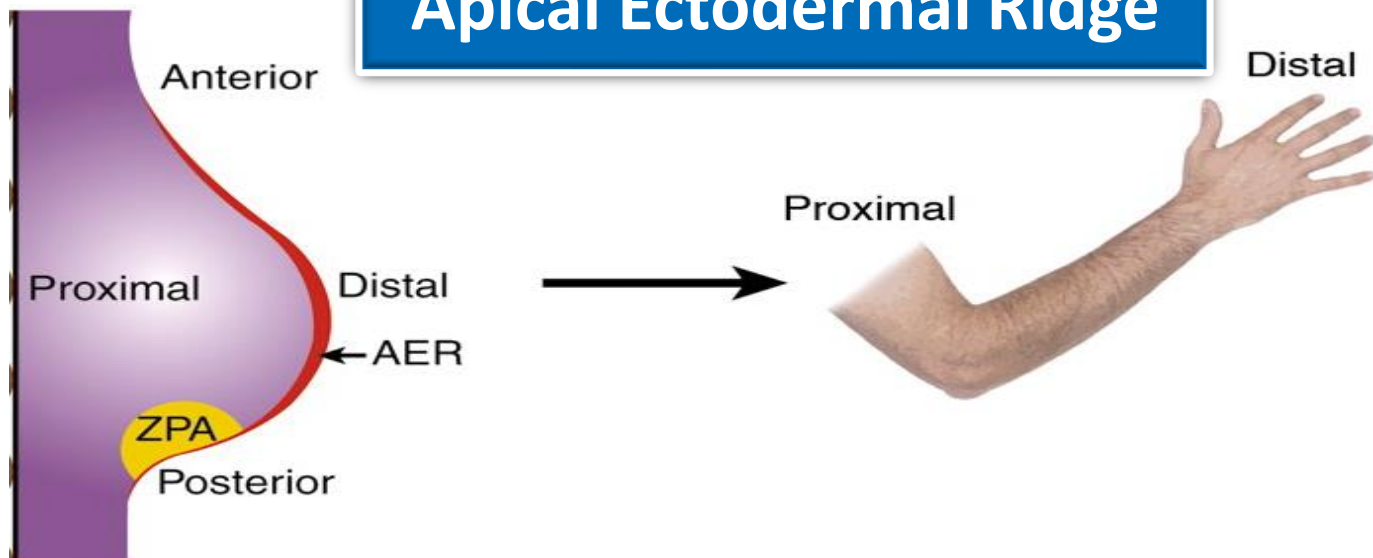 Apical Ectodermal Ridge
Anterior
Distal
Proximal
Proximal
Distal
AER
ZPA
Posterior